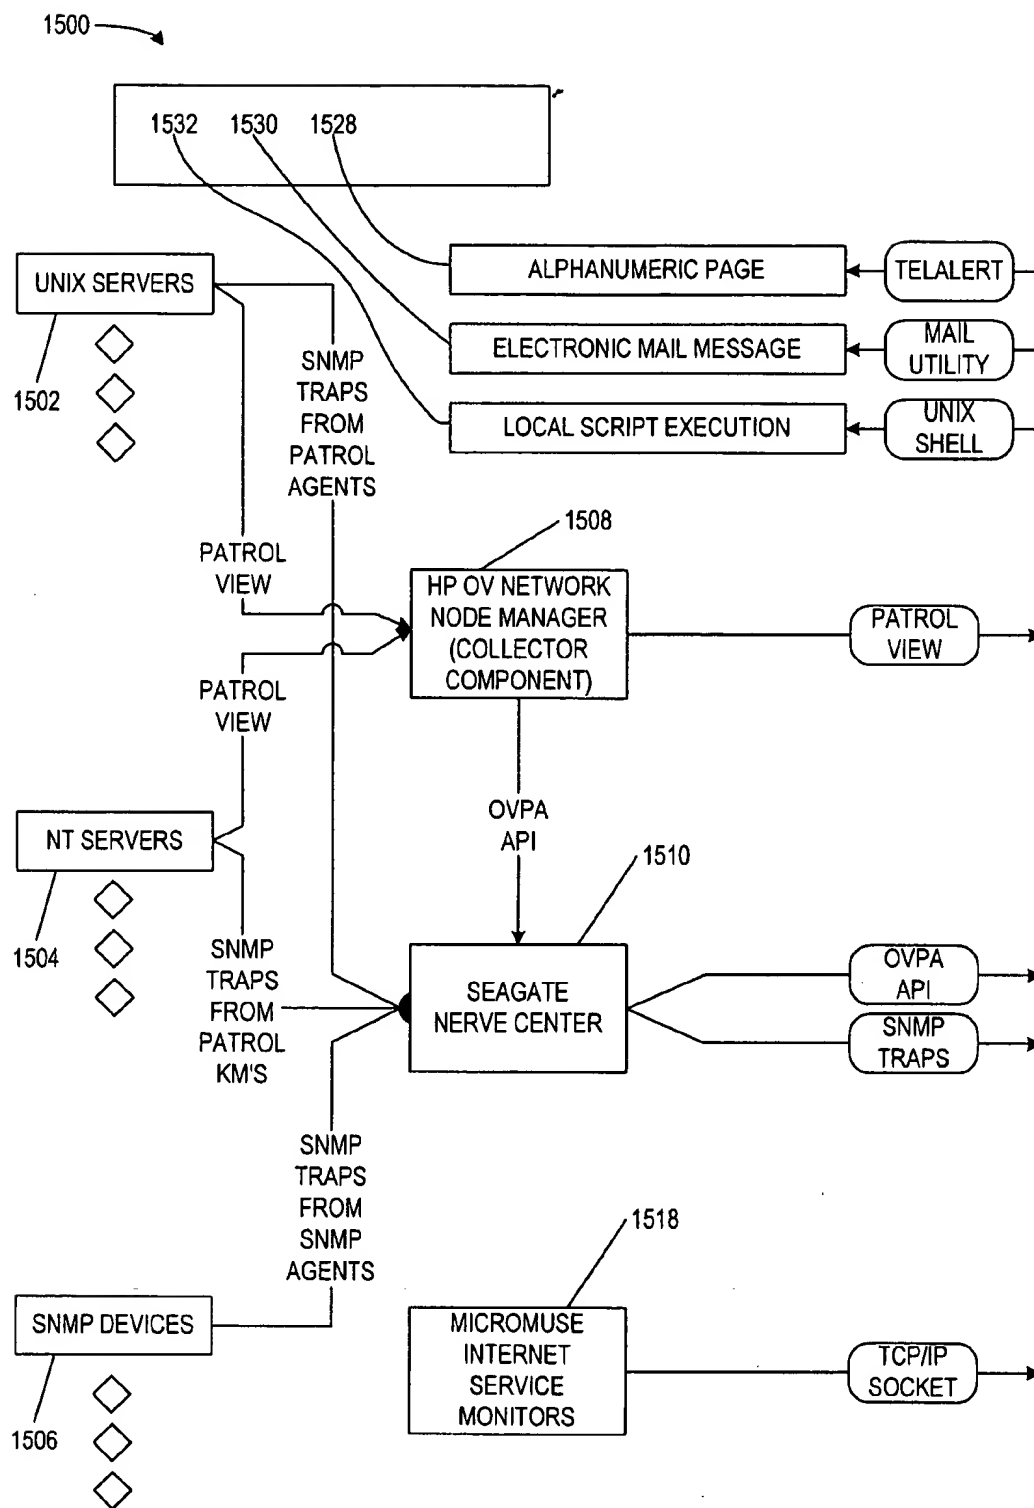 1500
1532
1530
1528
UNIX SERVERS
1502
ALPHANUMERIC PAGE
TELALERT
ELECTRONIC MAIL MESSAGE
MAIL
UTILITY
LOCAL SCRIPT EXECUTION
UNIX
SHELL
SNMP
TRAPS
FROM
PATROL
AGENTS
PATROL
VIEW
1508
HP OV NETWORK
NODE MANAGER
(COLLECTOR
COMPONENT)
PATROL
VIEW
PATROL
VIEW
OVPA
API
NT SERVERS
1504
1510
SNMP
TRAPS
FROM
PATROL
KM'S
SEAGATE
NERVE CENTER
OVPA
API
SNMP
TRAPS
SNMP
TRAPS
FROM
SNMP
AGENTS
SNMP DEVICES
1506
1518
MICROMUSE
INTERNET
SERVICE
MONITORS
TCP/IP
SOCKET